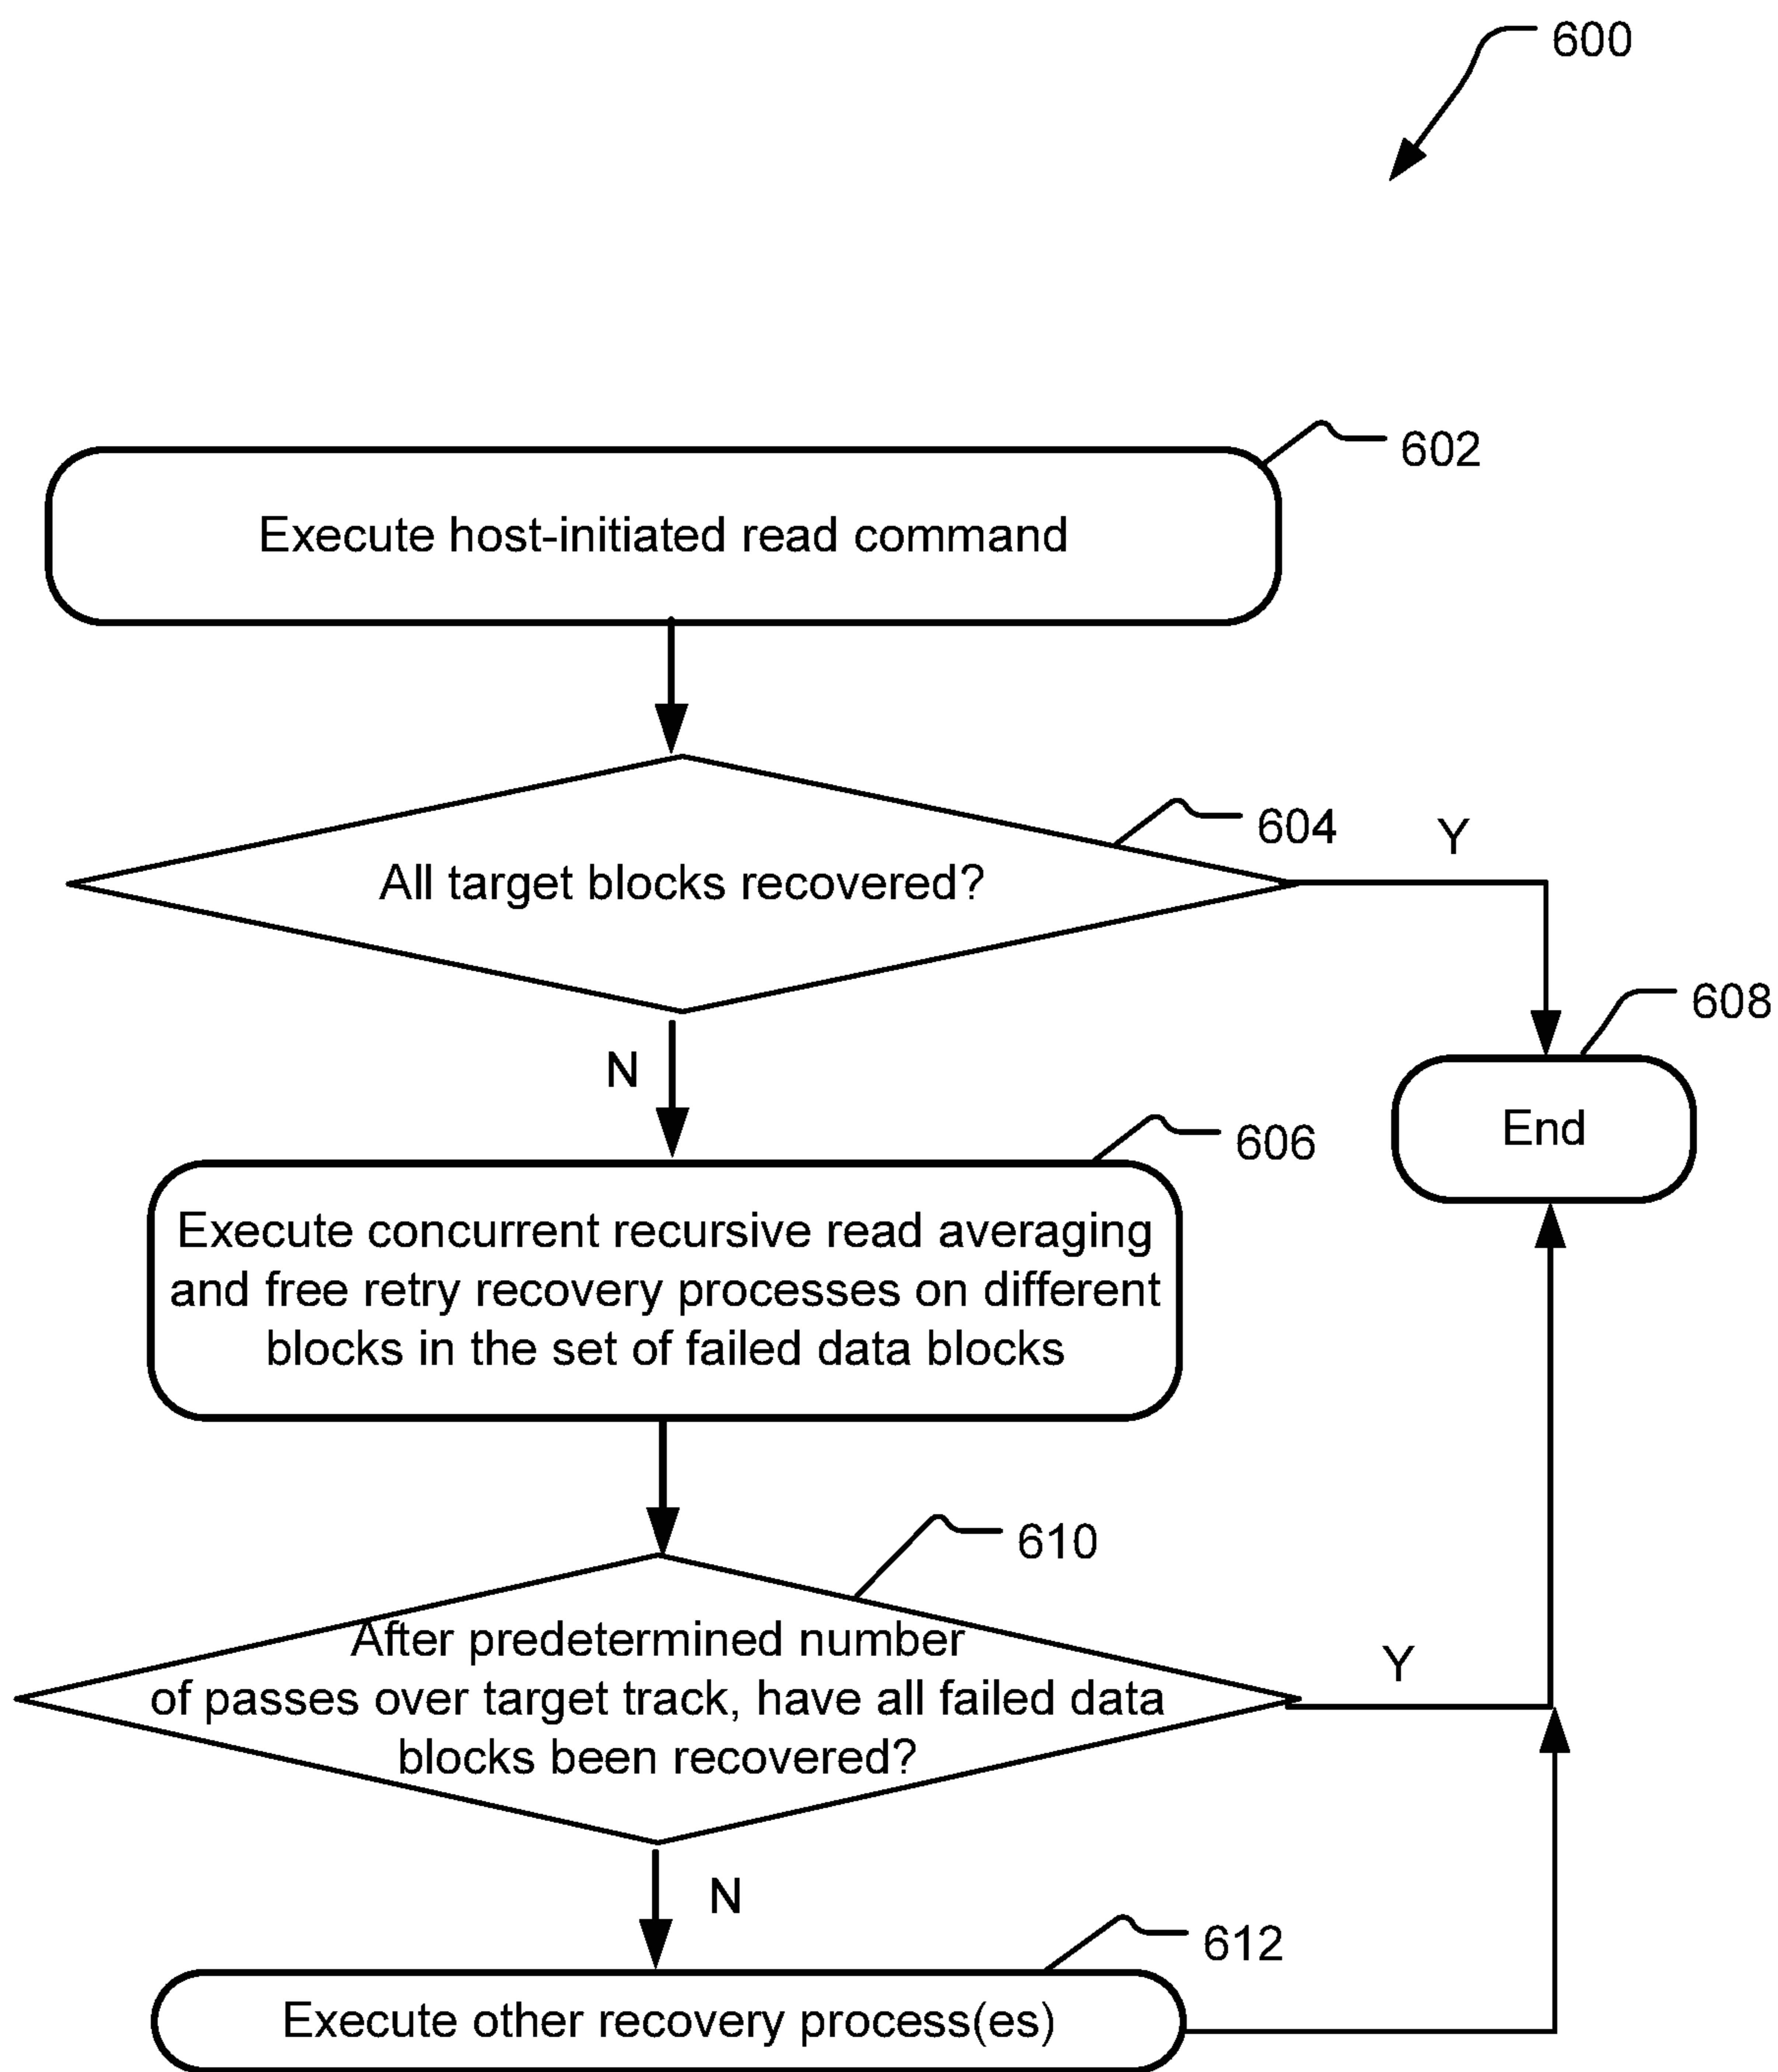 600
602
Execute host-initiated read command
604
Y
All target blocks recovered?
608
N
End
606
Execute concurrent recursive read averaging
and free retry recovery processes on different
blocks in the set of failed data blocks
610
After predetermined number
of passes over target track, have all failed data
blocks been recovered?
Y
N
612
Execute other recovery process(es)